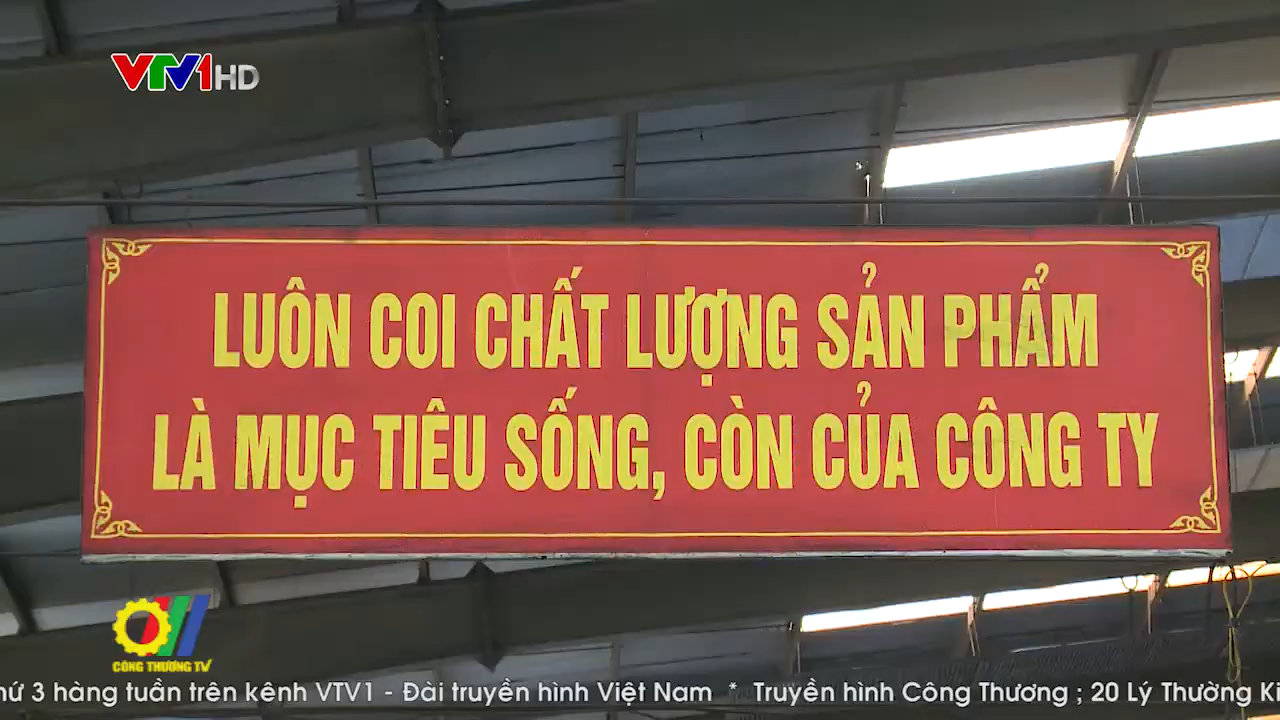 VTV1 HD
LUÔN COI CHẤT LƯỢNG SẢN PHẨM
LÀ MỤC TIÊU SỐNG, CÒN CỦA CÔNG TY
CÔNG THƯƠNG TV
3 hàng tuần trên kênh VTV1 - Đài truyền hình Việt Nam * Truyền hình Công Thương ; 20 Lý Thường